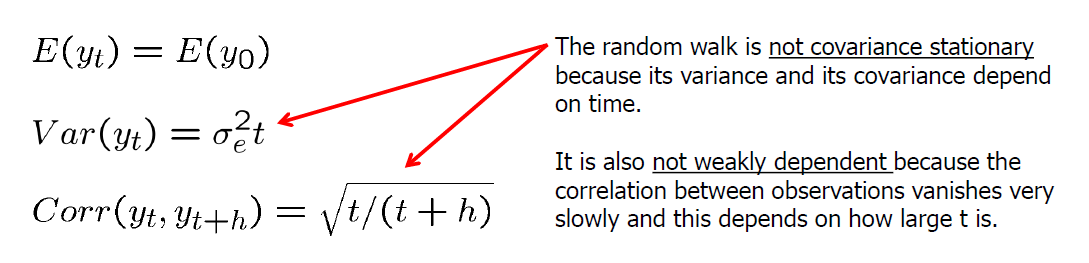 E(y_t) = E(y_0)
Var(y_t) = σ_e^2 t
Corr(y_t, y_{t+h}) = √t/(t + h)
The random walk is not covariance stationary
because its variance and its covariance depend
on time.
It is also not weakly dependent because the
correlation between observations vanishes very
slowly and this depends on how large t is.